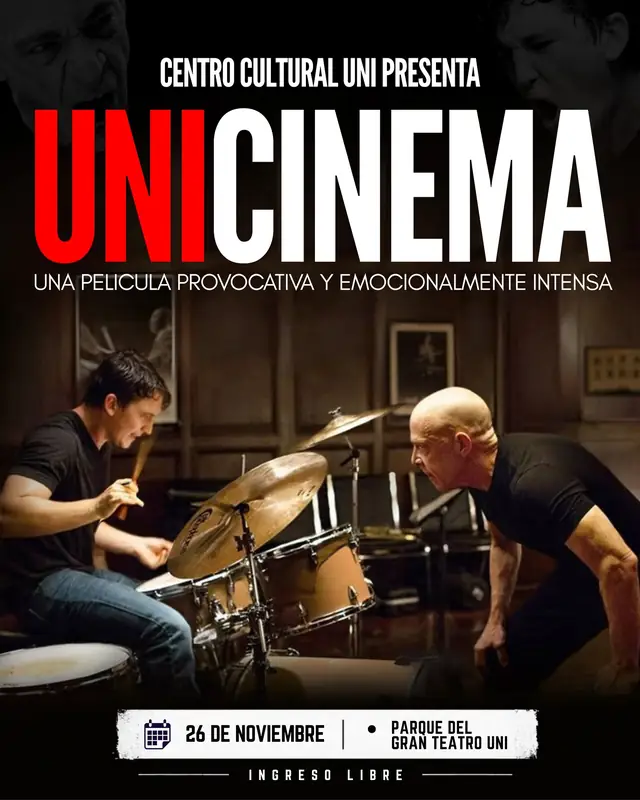 CENTRO CULTURAL UNI PRESENTA
UNICINEMA
UNA PELICULA PROVOCATIVA Y EMOCIONALMENTE INTENSA
26 DE NOVIEMBRE
PARQUE DEL
GRAN TEATRO UNI
INGRESO LIBRE